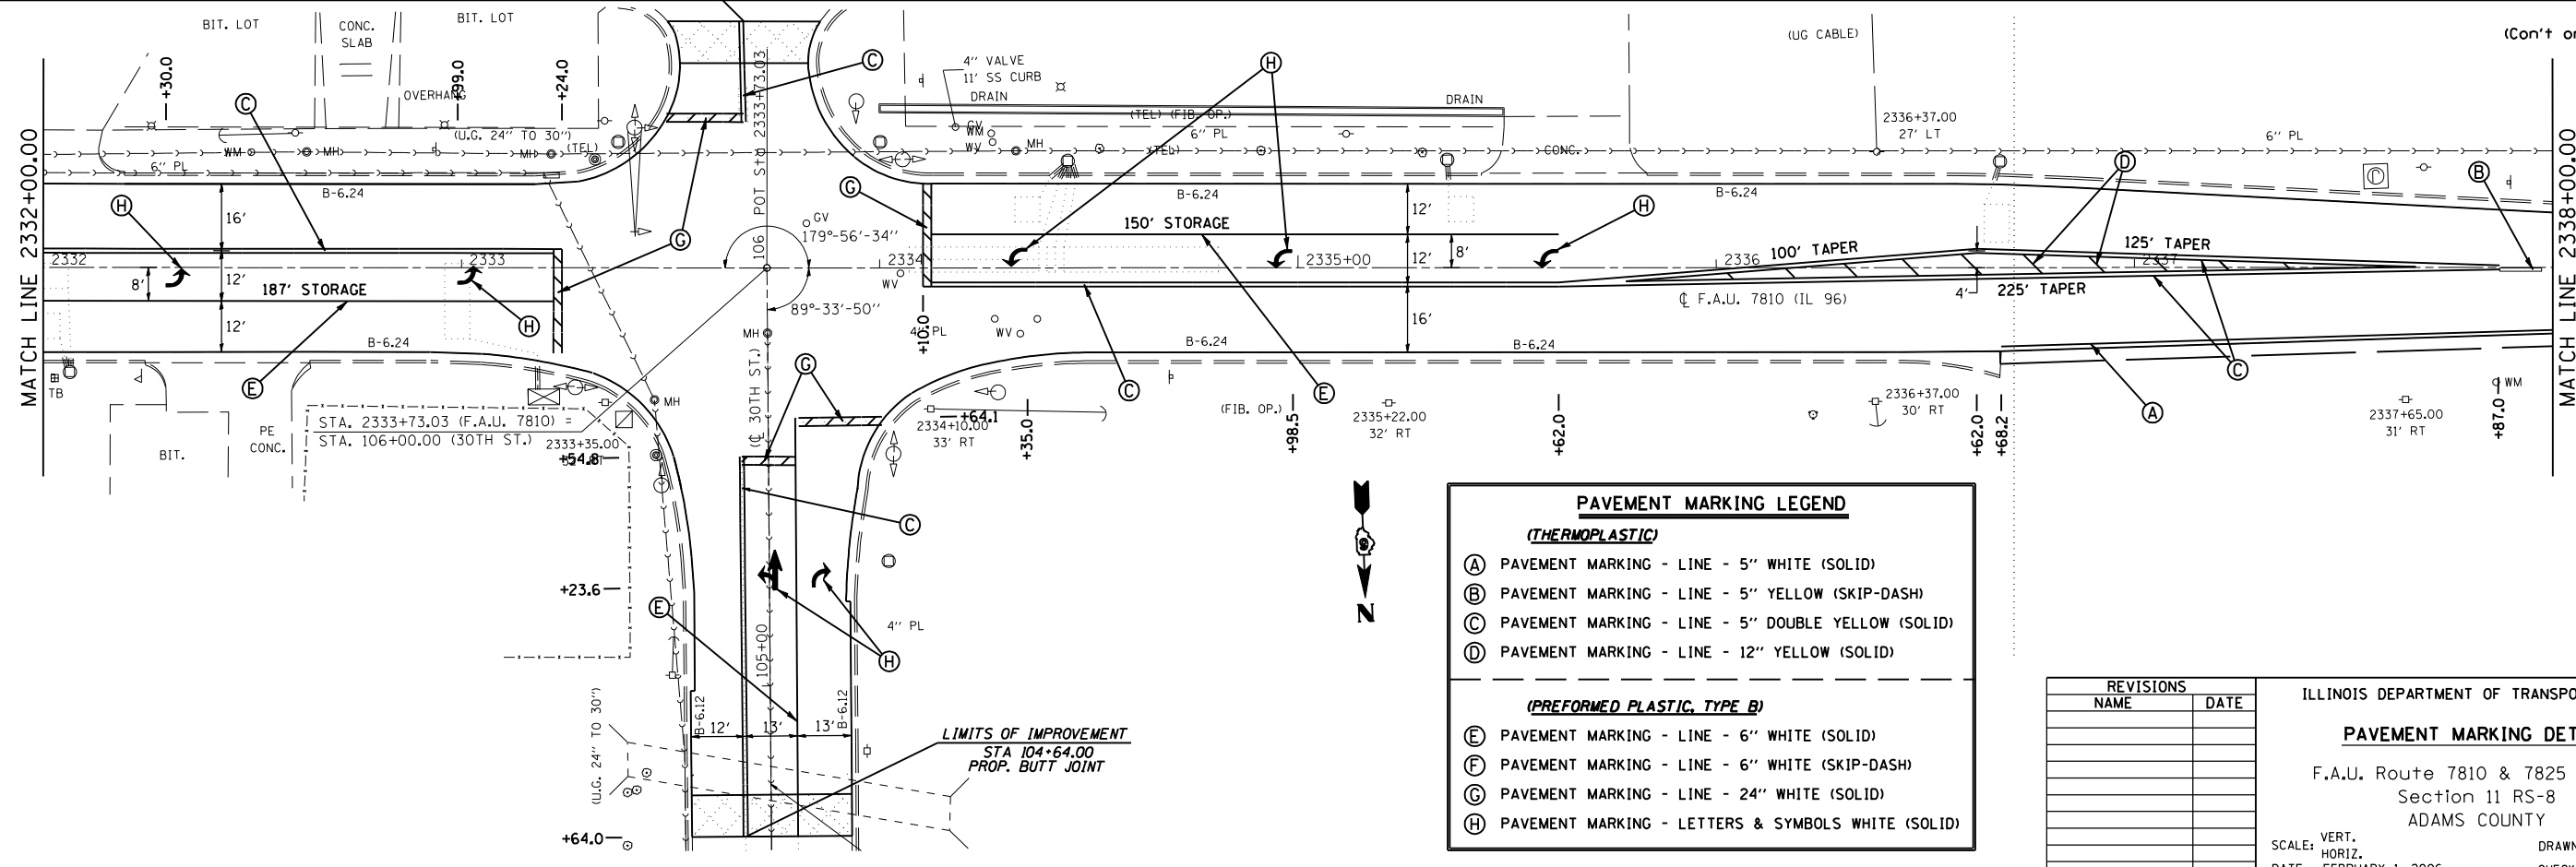 BIT. LOT
CONC.
SLAB
BIT. LOT
(UG CABLE)
(Con't
4" VALVE
11' SS CURB
DRAIN
DRAIN
C
H
C
+30.0
+99.0
+24.0
OVERHANG
(U.G. 24" TO 30")
(TEL)
WM
MH
MH
6" PL
106 POT Sta 2333+73.03
GV
WM
WV
MH
(TEL) (FIB. OP.)
6" PL
(TEL)
CONC.
2336+37.00
27' LT
6" PL
D
B
MATCH LINE 2332+00.00
MATCH LINE 2338+00.00
B-6.24
B-6.24
B-6.24
H
16'
G
G
GV
179°-56'-34"
150' STORAGE
12'
H
2332
2333
2334
2335+00
2336
2337
8'
12'
187' STORAGE
12'
H
WV
12'
8'
100' TAPER
125' TAPER
4'
225' TAPER
℄ F.A.U. 7810 (IL 96)
89°-33'-50"
MH
+10.0
4" PL
WV
16'
B-6.24
B-6.24
B-6.24
E
TB
G
C
E
C
A
(℄ 30TH ST.)
MH
BIT.
PE
CONC.
STA. 2333+73.03 (F.A.U. 7810) =
STA. 106+00.00 (30TH ST.)
2333+35.00
+54.8
+64.1
2334+10.00
33' RT
+35.0
(FIB. OP.)
+98.5
2335+22.00
32' RT
+62.0
2336+37.00
30' RT
+62.0
+68.2
2337+65.00
31' RT
+87.0
WM
C
+23.6
E
4" PL
H
105+00
N
(U.G. 24" TO 30")
B-6.12
12'
13'
13'
B-6.12
LIMITS OF IMPROVEMENT
STA 104+64.00
PROP. BUTT JOINT
+64.0
PAVEMENT MARKING LEGEND
(THERMOPLASTIC)
A PAVEMENT MARKING - LINE - 5" WHITE (SOLID)
B PAVEMENT MARKING - LINE - 5" YELLOW (SKIP-DASH)
C PAVEMENT MARKING - LINE - 5" DOUBLE YELLOW (SOLID)
D PAVEMENT MARKING - LINE - 12" YELLOW (SOLID)
(PREFORMED PLASTIC, TYPE B)
E PAVEMENT MARKING - LINE - 6" WHITE (SOLID)
F PAVEMENT MARKING - LINE - 6" WHITE (SKIP-DASH)
G PAVEMENT MARKING - LINE - 24" WHITE (SOLID)
H PAVEMENT MARKING - LETTERS & SYMBOLS WHITE (SOLID)
REVISIONS
NAME DATE
ILLINOIS DEPARTMENT OF TRANSPO
PAVEMENT MARKING DET
F.A.U. Route 7810 & 7825
Section 11 RS-8
ADAMS COUNTY
SCALE: VERT.
HORIZ.
DRAWN